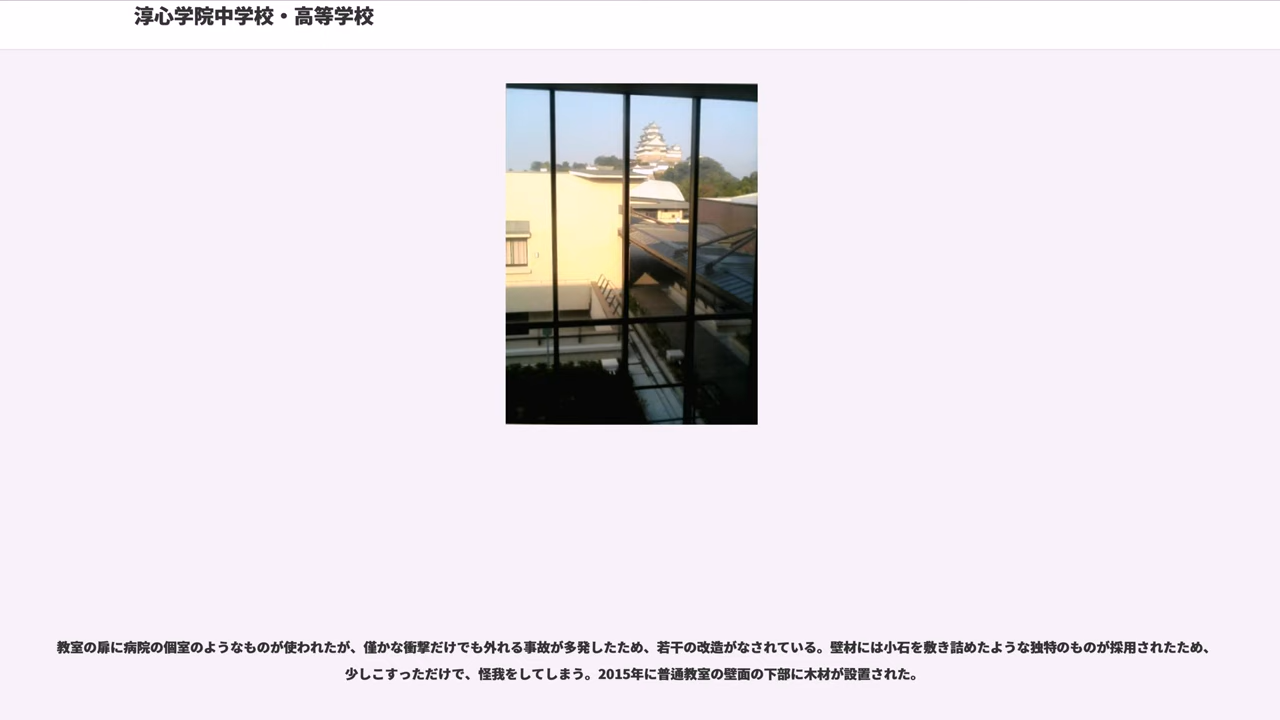 淳心学院中学校・高等学校
教室の扉に病院の個室のようなものが使われたが、僅かな衝撃だけでも外れる事故が多発したため、若干の改造がなされている。壁材には小石を敷き詰めたような独特のものが採用されたため、
少しこすっただけで、怪我をしてしまう。2015年に普通教室の壁面の下部に木材が設置された。